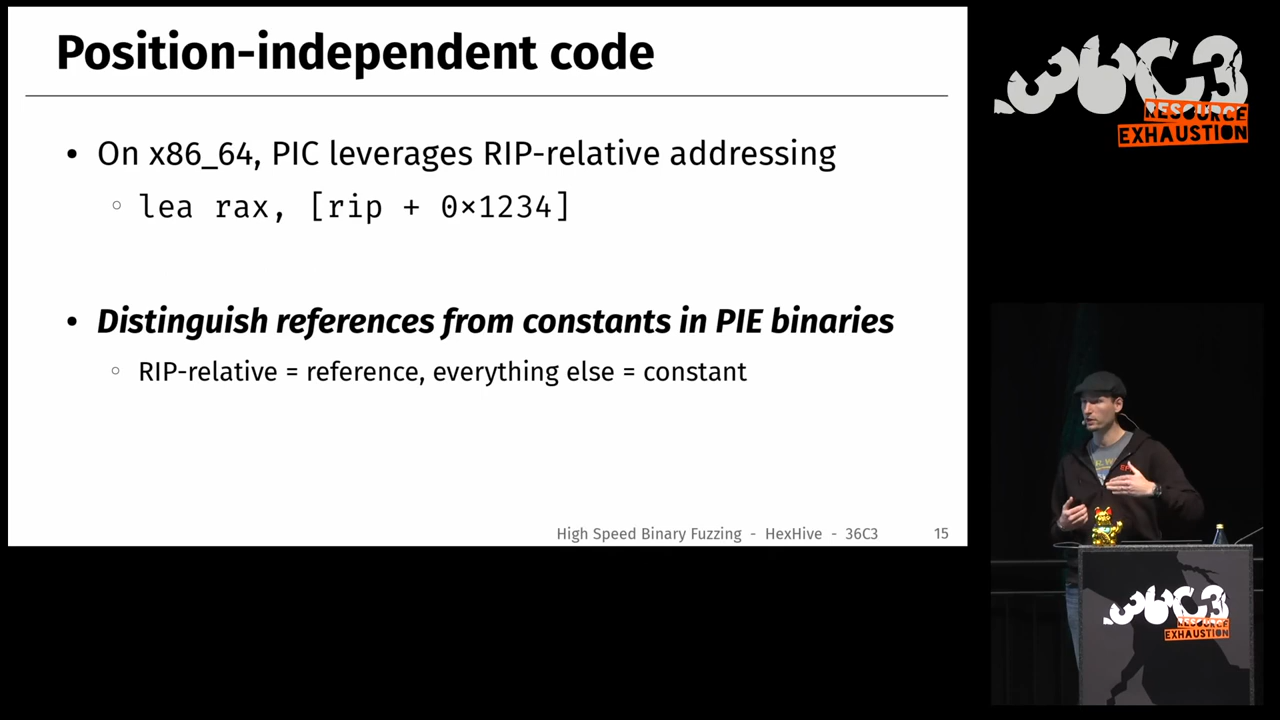 Position-independent code
• On x86_64, PIC leverages RIP-relative addressing
◦ lea rax, [rip + 0×1234]
• Distinguish references from constants in PIE binaries
◦ RIP-relative = reference, everything else = constant
High Speed Binary Fuzzing - HexHive - 36C3 15
36C3
RESOURCE
EXHAUSTION
36C3
RESOURCE
EXHAUSTION